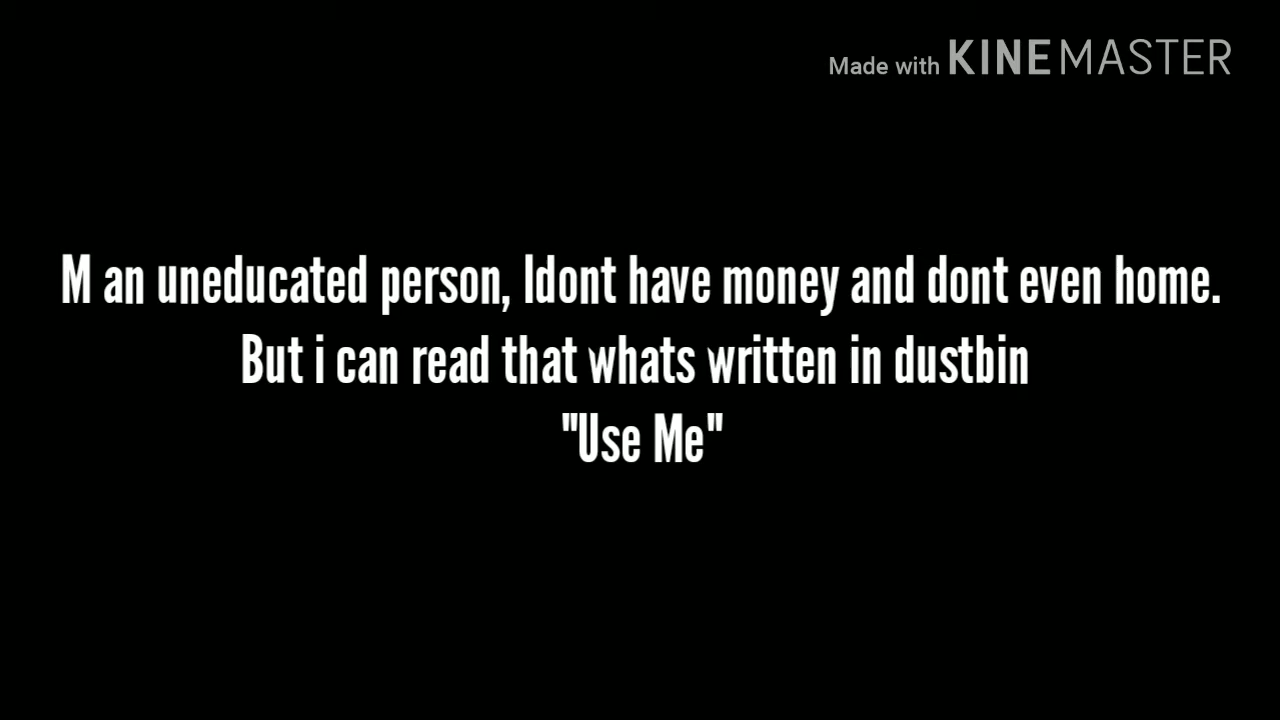 Made with KINEMASTER
M an uneducated person, Idont have money and dont even home.
But i can read that whats written in dustbin
"Use Me"